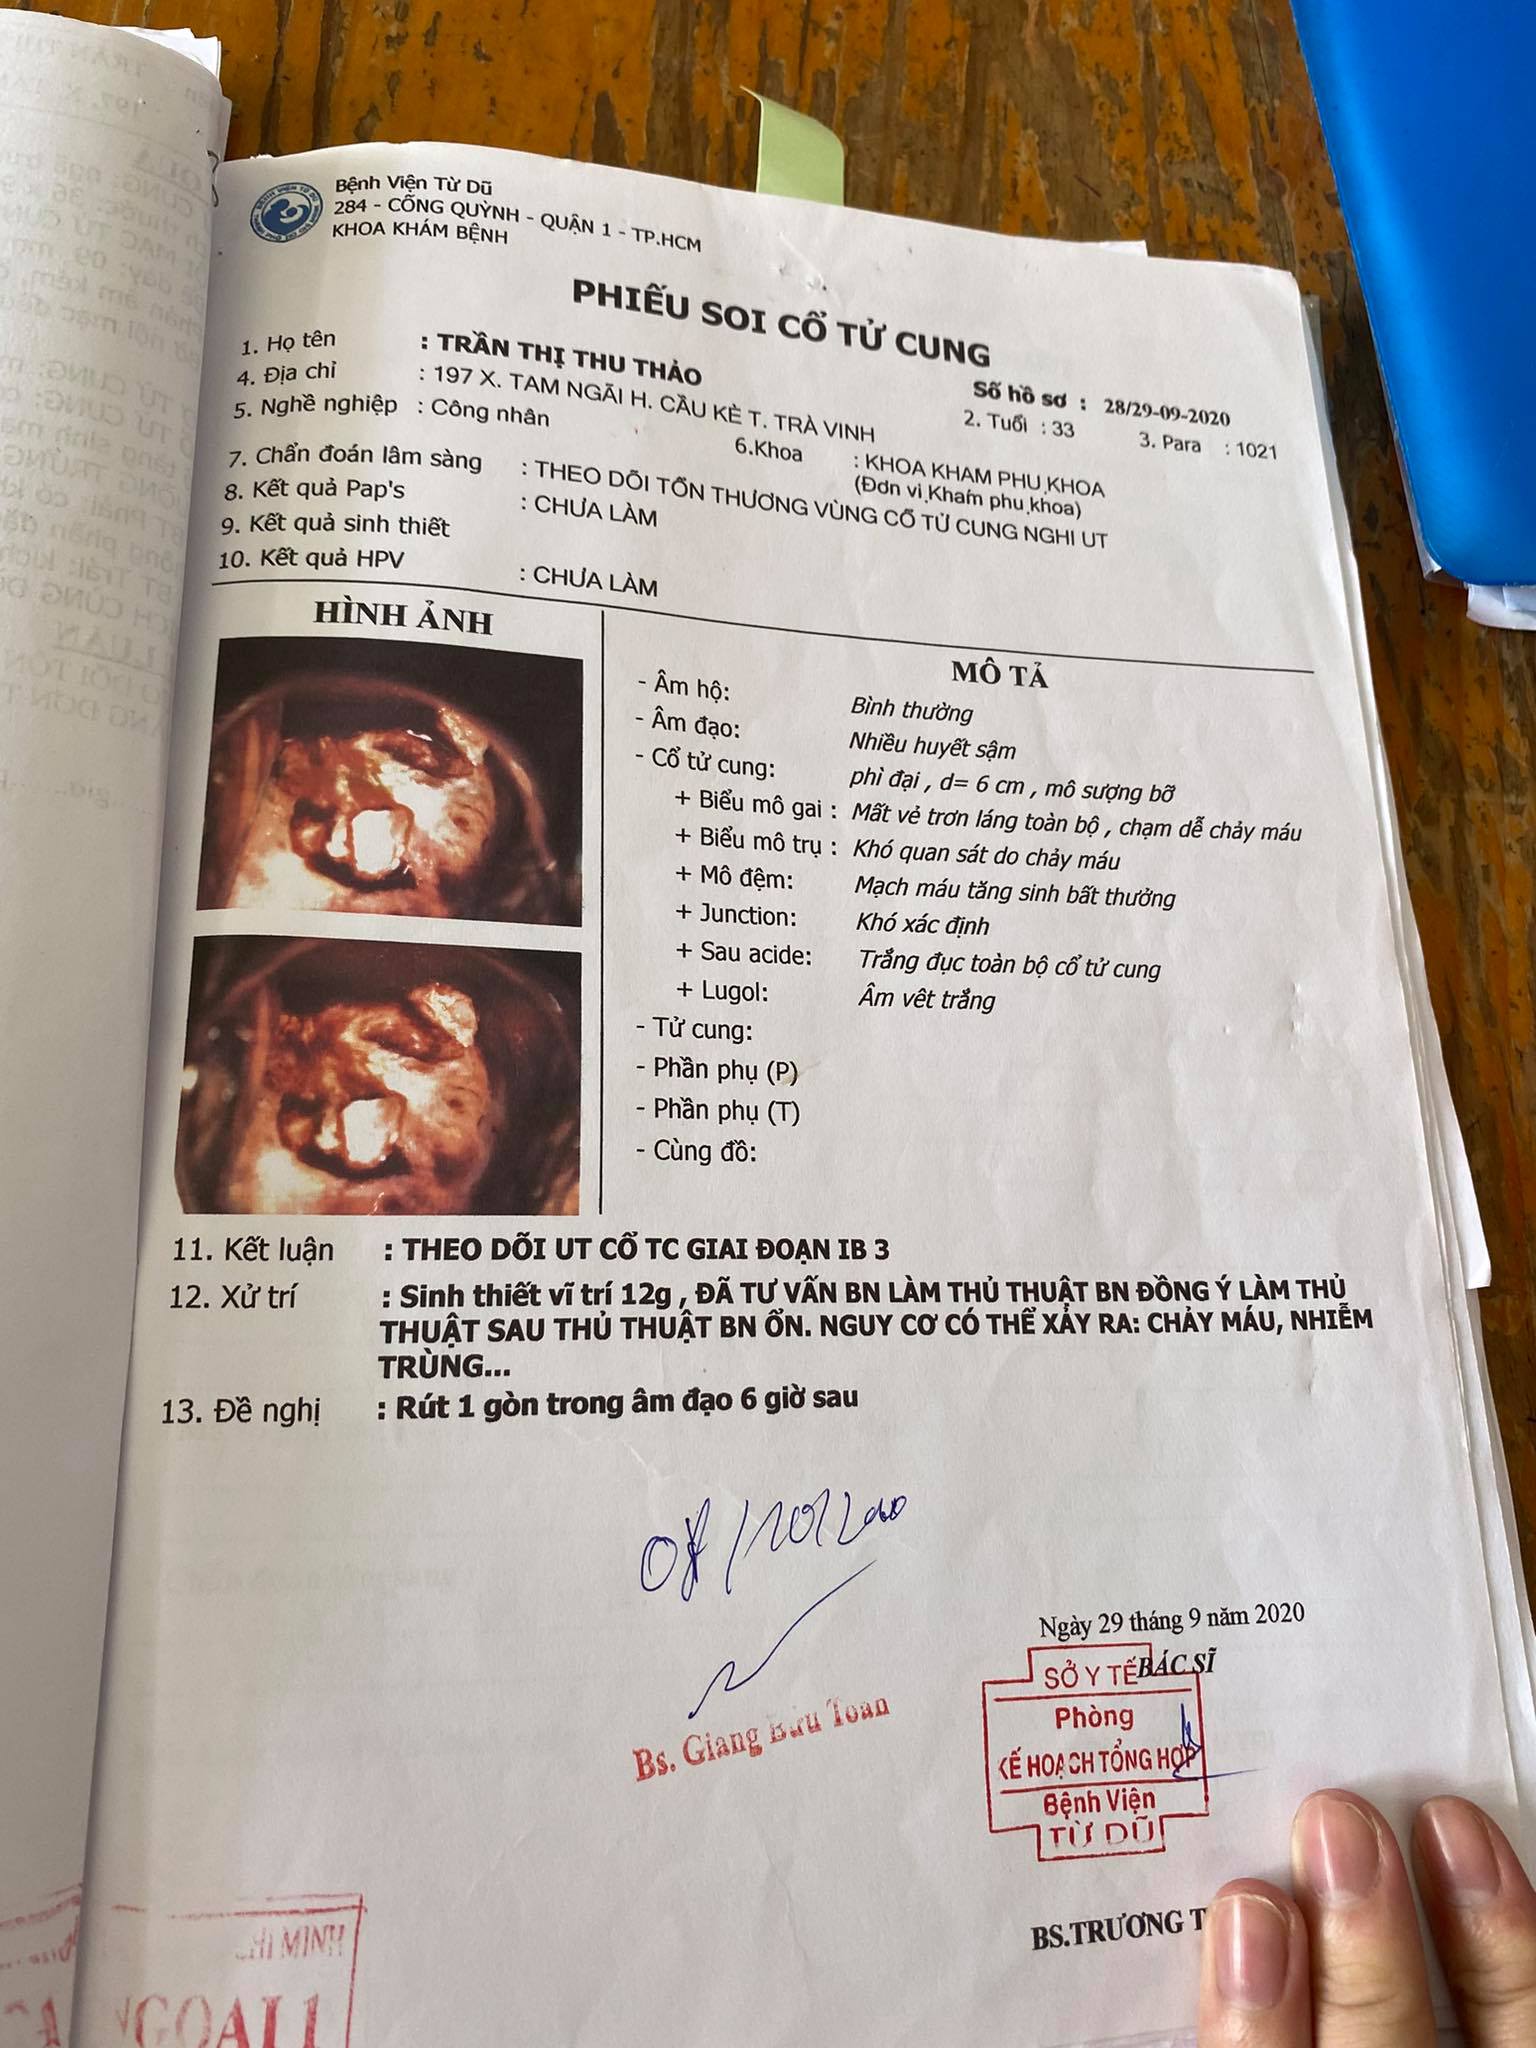 Bệnh Viện Từ Dũ
284 - CỐNG QUỲNH - QUẬN 1 - TP.HCM
KHOA KHÁM BỆNH
PHIẾU SOI CỔ TỬ CUNG
Số hồ sơ : 28/29-09-2020
1. Họ tên : TRẦN THỊ THU THẢO
2. Tuổi : 33 3. Para : 1021
4. Địa chỉ : 197 X. TAM NGÃI H. CẦU KÈ T. TRÀ VINH
5. Nghề nghiệp : Công nhân
6.Khoa : KHOA KHAM PHU KHOA
(Đơn vị Kham phu khoa)
7. Chẩn đoán lâm sàng : THEO DÕI TỔN THƯƠNG VÙNG CỔ TỬ CUNG NGHI UT
8. Kết quả Pap's : CHƯA LÀM
9. Kết quả sinh thiết
10. Kết quả HPV : CHƯA LÀM
HÌNH ẢNH
MÔ TẢ
- Âm hộ: Bình thường
- Âm đạo: Nhiều huyết sậm
- Cổ tử cung: phì đại , d= 6 cm , mô sượng bỡ
+ Biểu mô gai : Mất vẻ trơn láng toàn bộ , chạm dễ chảy máu
+ Biểu mô trụ : Khó quan sát do chảy máu
+ Mô đệm: Mạch máu tăng sinh bất thưởng
+ Junction: Khó xác định
+ Sau acide: Trắng đục toàn bộ cổ tử cung
+ Lugol: Âm vêt trắng
- Tử cung:
- Phần phụ (P)
- Phần phụ (T)
- Cùng đồ:
11. Kết luận : THEO DÕI UT CỔ TC GIAI ĐOẠN IB 3
12. Xử trí : Sinh thiết vĩ trí 12g , ĐÃ TƯ VẤN BN LÀM THỦ THUẬT BN ĐỒNG Ý LÀM THỦ
THUẬT SAU THỦ THUẬT BN ỔN. NGUY CƠ CÓ THỂ XẢY RA: CHẢY MÁU, NHIỄM
TRÙNG...
13. Đề nghị : Rút 1 gòn trong âm đạo 6 giờ sau
Ngày 29 tháng 9 năm 2020
BÁC SĨ
SỞ Y TẾ
Phòng
KẾ HOẠCH TỔNG HỢP
Bệnh Viện
TỪ DŨ
Bs. Giang Bửu Toàn
BS.TRƯƠNG T
CHÍ MINH
NGOẠI 1